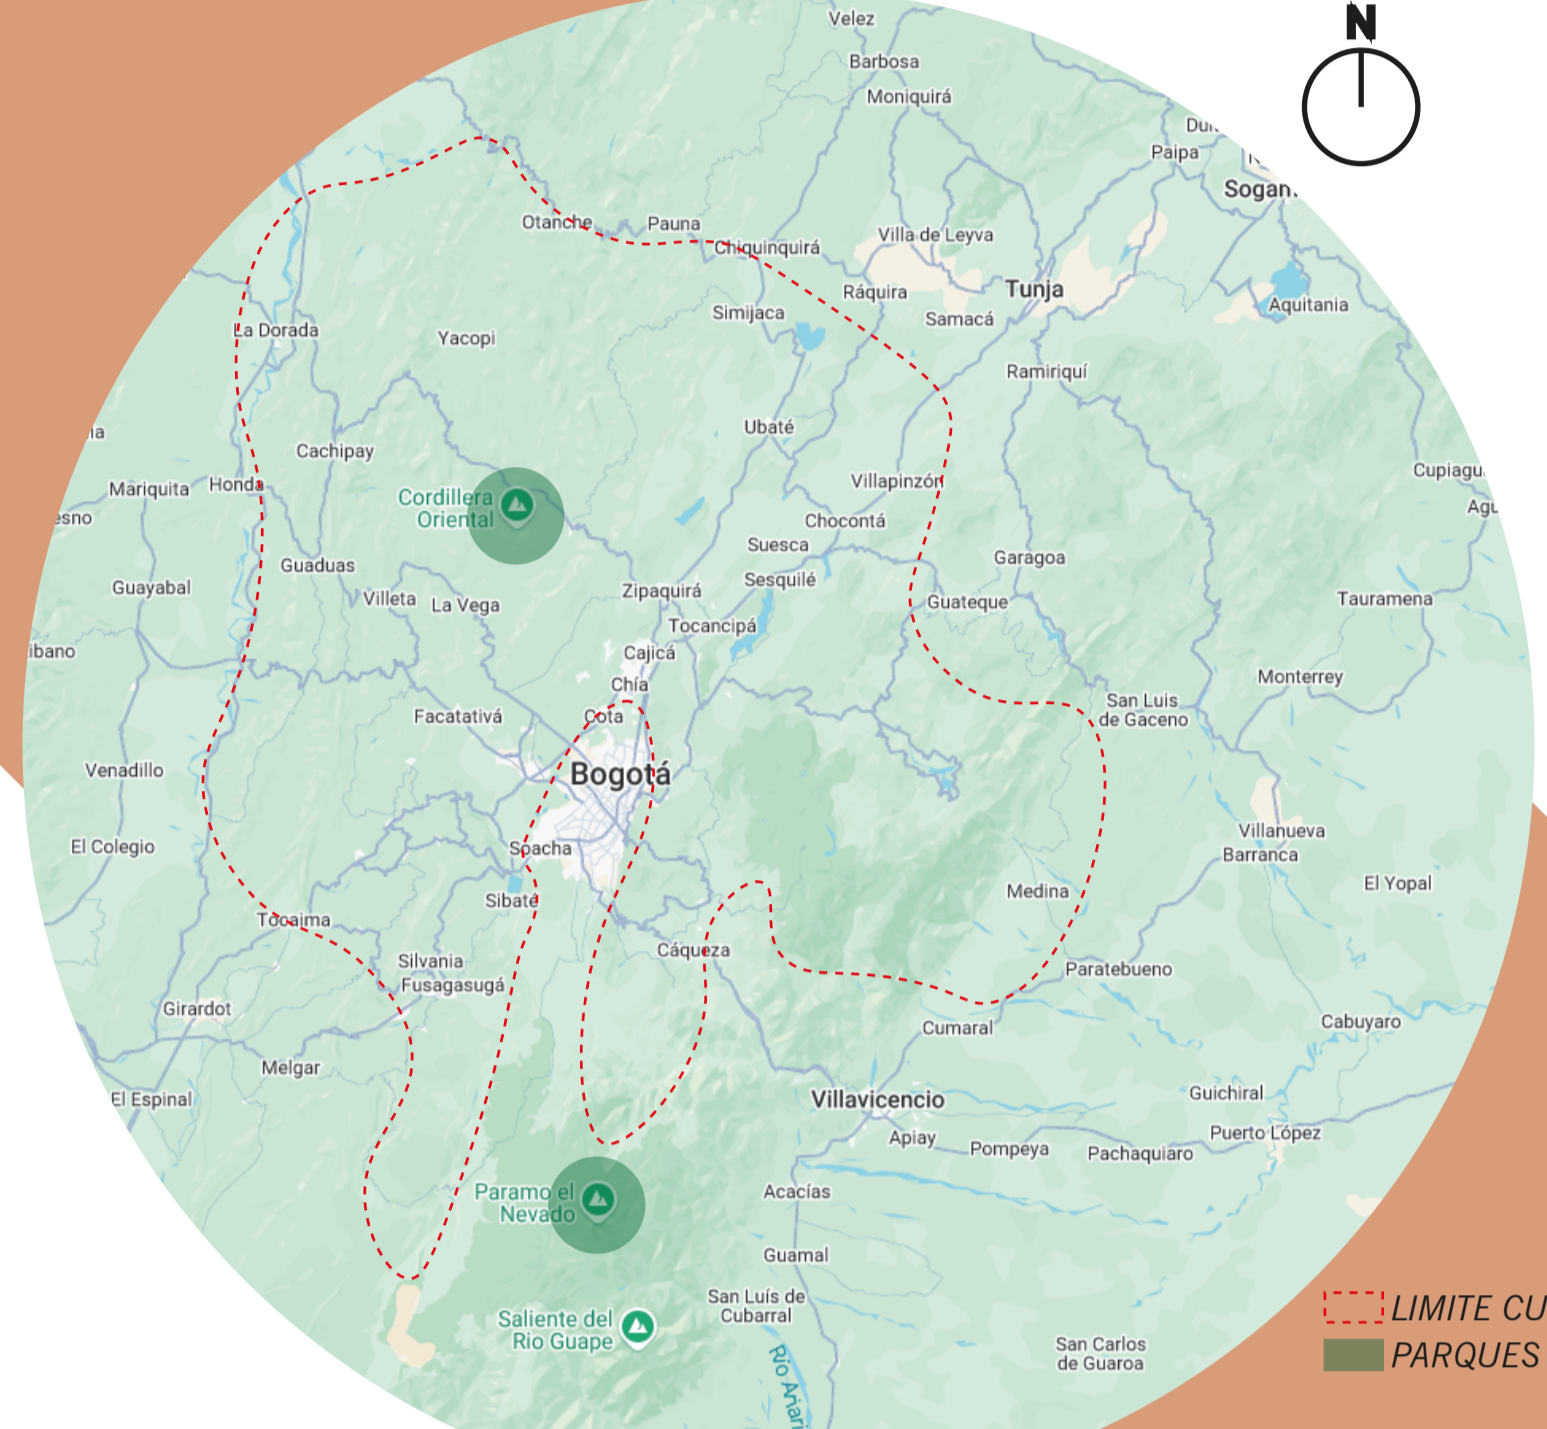 N
Velez
Barbosa
Moniquirá
Paipa
Otanche
Pauna
Chiquinquirá
Villa de Leyva
Tunja
Ráquira
Simijaca
Samacá
Aquitania
La Dorada
Yacopi
Ramiriquí
Ubaté
Cachipay
Mariquita
Honda
Villapinzón
Cordillera
Oriental
Chocontá
Suesca
Garagoa
Guaduas
Sesquilé
Guayabal
Villeta
La Vega
Zipaquirá
Guateque
Tauramena
Tocancipá
Cajicá
Chía
Monterrey
San Luis
de Gaceno
Facatativá
Cota
Bogotá
Venadillo
El Colegio
Soacha
Villanueva
Barranca
El Yopal
Sibaté
Medina
Tocaima
Cáqueza
Silvania
Fusagasugá
Paratebueno
Girardot
Cumaral
Cabuyaro
Melgar
El Espinal
Villavicencio
Guichiral
Apiay
Pompeya
Pachaquiaro
Puerto López
Paramo el
Nevado
Acacías
Guamal
San Luís de
Cubarral
Saliente del
Rio Guape
San Carlos
de Guaroa
LIMITE CU
PARQUES